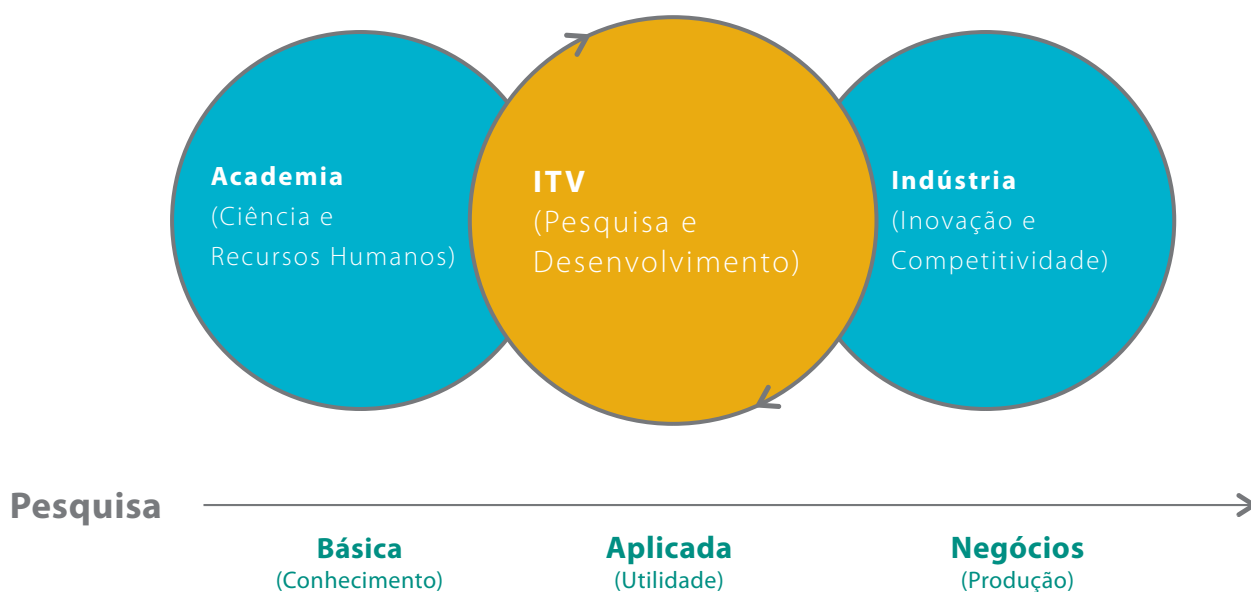 Academia
(Ciência e
Recursos Humanos)
ITV
(Pesquisa e
Desenvolvimento)
Indústria
(Inovação e
Competitividade)
Pesquisa
Básica
(Conhecimento)
Aplicada
(Utilidade)
Negócios
(Produção)